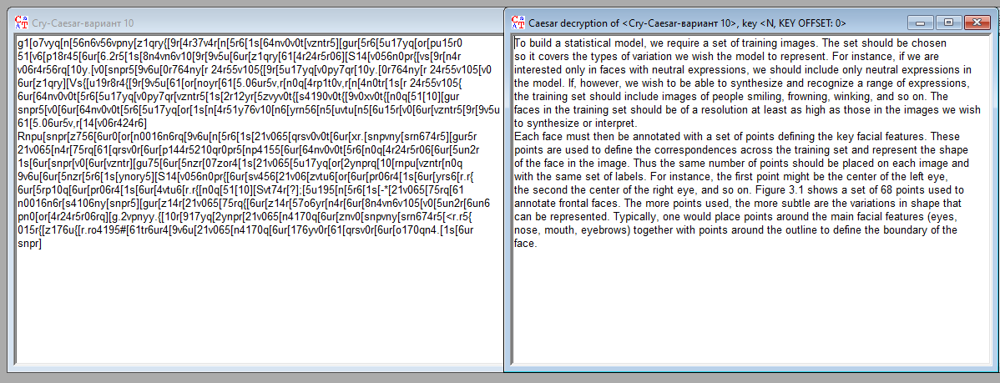 Cry-Caesar-вариант 10
g1[o7vyq[n[56n6v56vpny[z1qry{[9r[4r37v4r[n[5r6[1s[64nv0v0t[vzntr5][gur[5r6[5u17yq[or[pu15r0
51[v6[p18r45[6ur[6.2r5[1s[8n4vn6v10[9r[9v5u[6ur[z1qry[61[4r24r5r06][S14[v056n0pr{[vs[9r[n4r
v06r4r56rq[10y.[v0[snpr5[9v6u[0r764ny[r 24r55v105{[9r[5u17yq[v0py7qr[10y.[0r764ny[r 24r55v105[v0
6ur[z1qry][Vs{[u19r8r4{[9r[9v5u[61[or[noyr[61[5.06ur5v,r[n0q[4rp1t0v,r[n[4n0tr[1s[r 24r55v105{
6ur[64nv0v0t[5r6[5u17yq[v0py7qr[vzntr5[1s[2r12yr[5zvyv0t{[s4190v0t{[9v0xv0t{[n0q[51[10][gur
snpr5[v0[6ur[64nv0v0t[5r6[5u17yq[or[1s[n[4r51y76v10[n6[yrn56[n5[uvtu[n5[6u15r[v0[6ur[vzntr5[9r[9v5u
61[5.06ur5v,r[14[v06r424r6]
Rnpu[snpr[z756[6ur0[or[n0016n6rq[9v6u[n[5r6[1s[21v065[qrsv0v0t[6ur[xr.[snpvny[srn674r5][gur5r
21v065[n4r[75rq[61[qrsv0r[6ur[p144r5210qr0pr5[np4155[6ur[64nv0v0t[5r6[n0q[4r24r5r06[6ur[5un2r
1s[6ur[snpr[v0[6ur[vzntr][gu75[6ur[5nzr[07zor4[1s[21v065[5u17yq[or[2ynprq[10[rnpu[vzntr[n0q
9v6u[6ur[5nzr[5r6[1s[ynory5][S14[v056n0pr{[6ur[sv456[21v06[zvtu6[or[6ur[pr06r4[1s[6ur[yrs6[r.r{
6ur[5rp10q[6ur[pr06r4[1s[6ur[4vtu6[r.r{[n0q[51[10][Svt74r[?];[5u195[n[5r6[1s[-*[21v065[75rq[61
n0016n6r[s4106ny[snpr5][gur[z14r[21v065[75rq{[6ur[z14r[57o6yr[n4r[6ur[8n4vn6v105[v0[5un2r[6un6
pn0[or[4r24r5r06rq][g.2vpnyy.{[10r[917yq[2ynpr[21v065[n4170q[6ur[znv0[snpvny[srn674r5[<r.r5{
015r{[z176u{[r.ro4195#[61tr6ur4[9v6u[21v065[n4170q[6ur[176yv0r[61[qrsv0r[6ur[o170qn4.[1s[6ur
snpr]
Caesar decryption of <Cry-Caesar-вариант 10>, key <N, KEY OFFSET: 0>
To build a statistical model, we require a set of training images. The set should be chosen
so it covers the types of variation we wish the model to represent. For instance, if we are
interested only in faces with neutral expressions, we should include only neutral expressions in
the model. If, however, we wish to be able to synthesize and recognize a range of expressions,
the training set should include images of people smiling, frowning, winking, and so on. The
faces in the training set should be of a resolution at least as high as those in the images we wish
to synthesize or interpret.
Each face must then be annotated with a set of points defining the key facial features. These
points are used to define the correspondences across the training set and represent the shape
of the face in the image. Thus the same number of points should be placed on each image and
with the same set of labels. For instance, the first point might be the center of the left eye,
the second the center of the right eye, and so on. Figure 3.1 shows a set of 68 points used to
annotate frontal faces. The more points used, the more subtle are the variations in shape that
can be represented. Typically, one would place points around the main facial features (eyes,
nose, mouth, eyebrows) together with points around the outline to define the boundary of the
face.